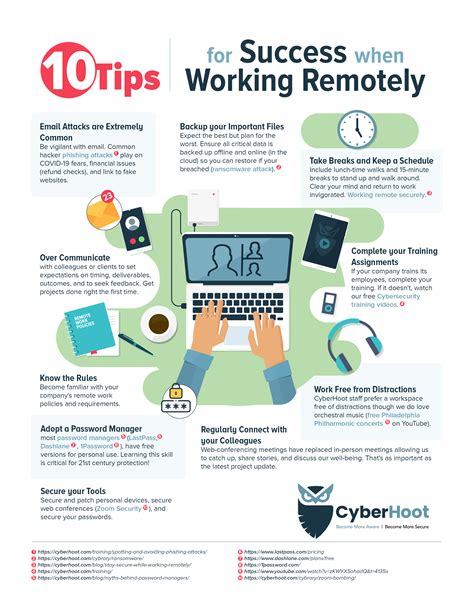 10 Tips
for Success when
Working Remotely
Email Attacks are Extremely
Common
Be vigilant with email. Common
hacker phishing attacks 1 play on
COVID-19 fears, financial issues
(refund checks), and link to fake
websites.
Backup your Important Files
Expect the best but plan for the
worst. Ensure all critical data is
backed up offline and online (in the
cloud) so you can restore if your
breached (ransomware attack).
Take Breaks and Keep a Schedule
Include lunch-time walks and 15-minute
breaks to stand up and walk around.
Clear your mind and return to work
invigorated. Working remote securely.
23
Over Communicate
with colleagues or clients to set
expectations on timing, deliverables,
outcomes, and to seek feedback. Get
projects done right the first time.
Complete your Training
Assignments
If your company trains its
employees, complete your
training. If it doesn't, watch
our free Cybersecurity
training videos.
REMOTE
WORK
POLICIES
Know the Rules
Become familiar with your
company's remote work
policies and requirements.
Work Free from Distractions
CyberHoot staff prefer a workspace
free of distractions though we do love
orchestral music (free Philadelphia
Philharmonic concerts on YouTube).
Adopt a Password Manager
most password managers (LastPass,
Dashlane, 1Password), have free
versions for personal use. Learning this skill
is critical for 21st century protection!
Regularly Connect with
your Colleagues
Web-conferencing meetings have replaced in-person meetings allowing us
to catch up, share stories, and discuss our well-being. That's as important as
the latest project update.
Secure your Tools
Secure and patch personal devices, secure
web conferences (Zoom Security), and
secure your passwords.
CyberHoot
Become More Aware | Become More Secure
https://cyberhoot.com/training/spotting-and-avoiding-phishing-attacks/
https://cyberhoot.com/cybrary/ransomware/
https://cyberhoot.com/blog/stay-secure-while-working-remotely/
https://cyberhoot.com/training/
https://cyberhoot.com/blog/myths-behind-password-managers/
https://www.lastpass.com/pricing
https://www.dashlane.com/plans/free
https://1password.com/
https://cyberhoot.com/cybrary/zoom-bombing/